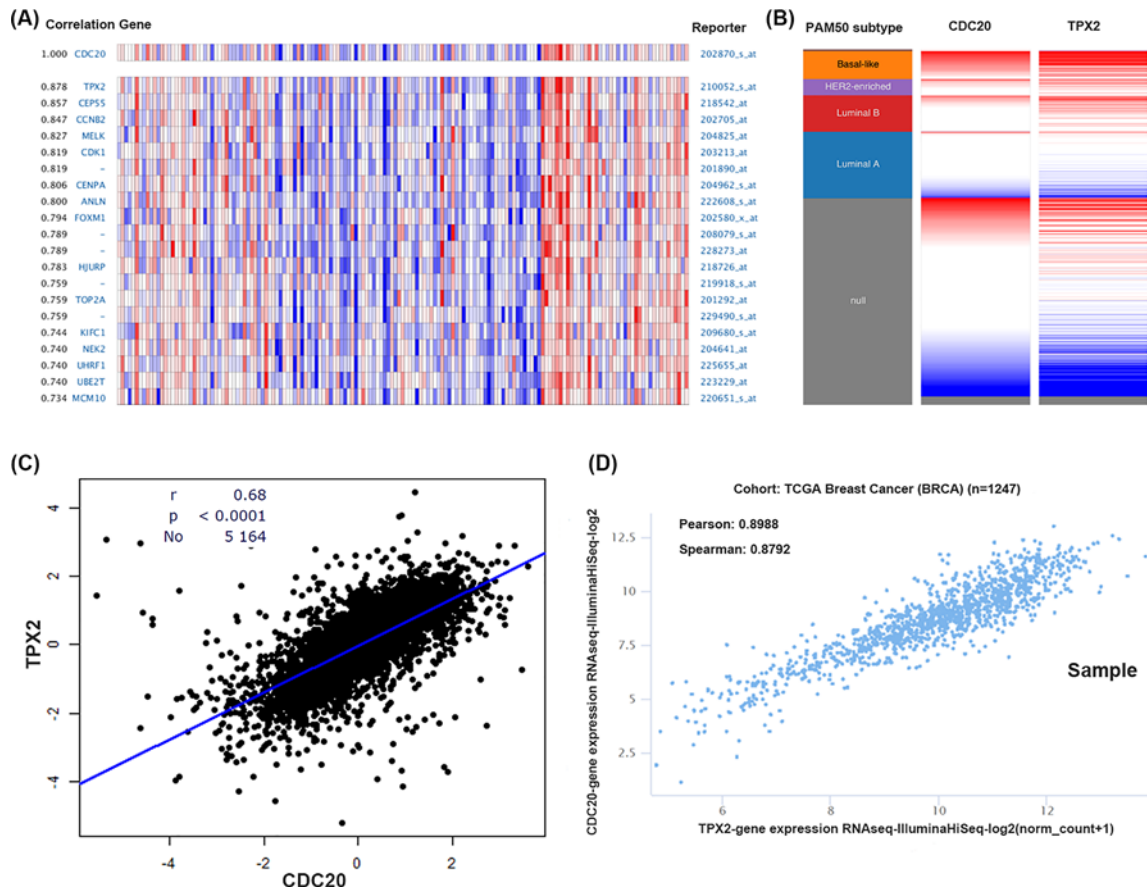 (A) Correlation Gene Reporter
1.000 CDC20 202870_s_at
0.878 TPX2 210052_s_at
0.857 CEP55 218542_at
0.847 CCNB2 202705_at
0.827 MELK 204825_at
0.819 CDK1 203213_at
0.819 – 201890_at
0.806 CENPA 204962_s_at
0.800 ANLN 222608_s_at
0.794 FOXM1 202580_x_at
0.789 – 208079_s_at
0.789 – 228273_at
0.783 HJURP 218726_at
0.759 – 219918_s_at
0.759 TOP2A 201292_at
0.759 – 229490_s_at
0.744 KIFC1 209680_s_at
0.740 NEK2 204641_at
0.740 UHRF1 225655_at
0.740 UBE2T 223229_at
0.734 MCM10 220651_s_at
(B) PAM50 subtype CDC20 TPX2
Basal-like
HER2-enriched
Luminal B
Luminal A
null
(C)
r 0.68
p < 0.0001
No 5 164
TPX2
4
2
0
-2
-4
-4 -2 0 2
CDC20
(D)
Cohort: TCGA Breast Cancer (BRCA) (n=1247)
Pearson: 0.8988
Spearman: 0.8792
CDC20-gene expression RNAseq-IlluminaHiSeq-log2
12.5
10
7.5
5
2.5
Sample
6 8 10 12
TPX2-gene expression RNAseq-IlluminaHiSeq-log2(norm_count+1)